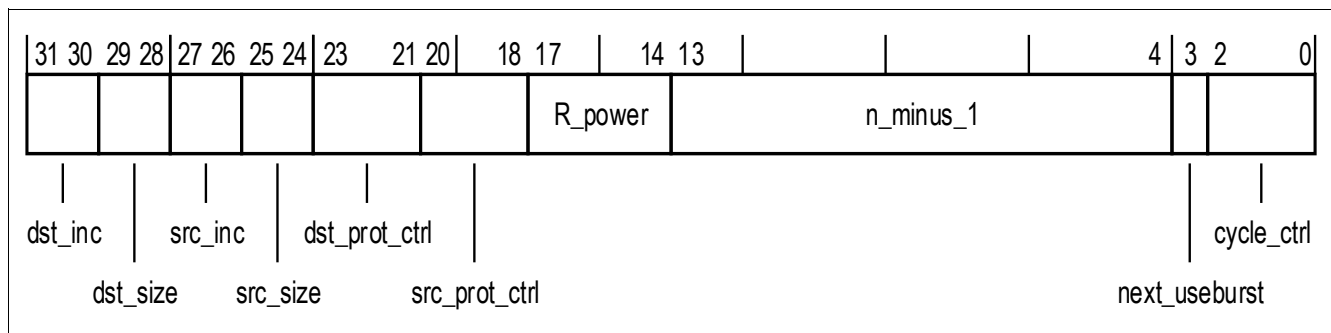 31 30 29 28 27 26 25 24 23 21 20 18 17 14 13 4 3 2 0
R_power n_minus_1
dst_inc src_inc dst_prot_ctrl cycle_ctrl
dst_size src_size src_prot_ctrl next_useburst